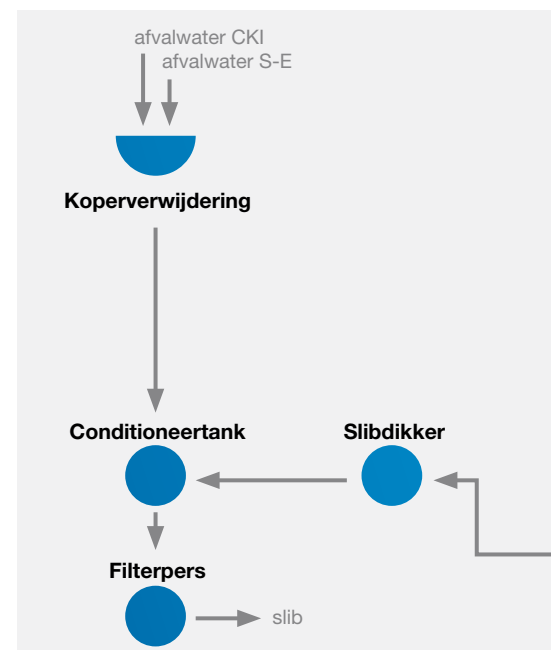 afvalwater CKI
afvalwater S-E
Koperverwijdering
Conditioneertank
Slibdikker
Filterpers
slib